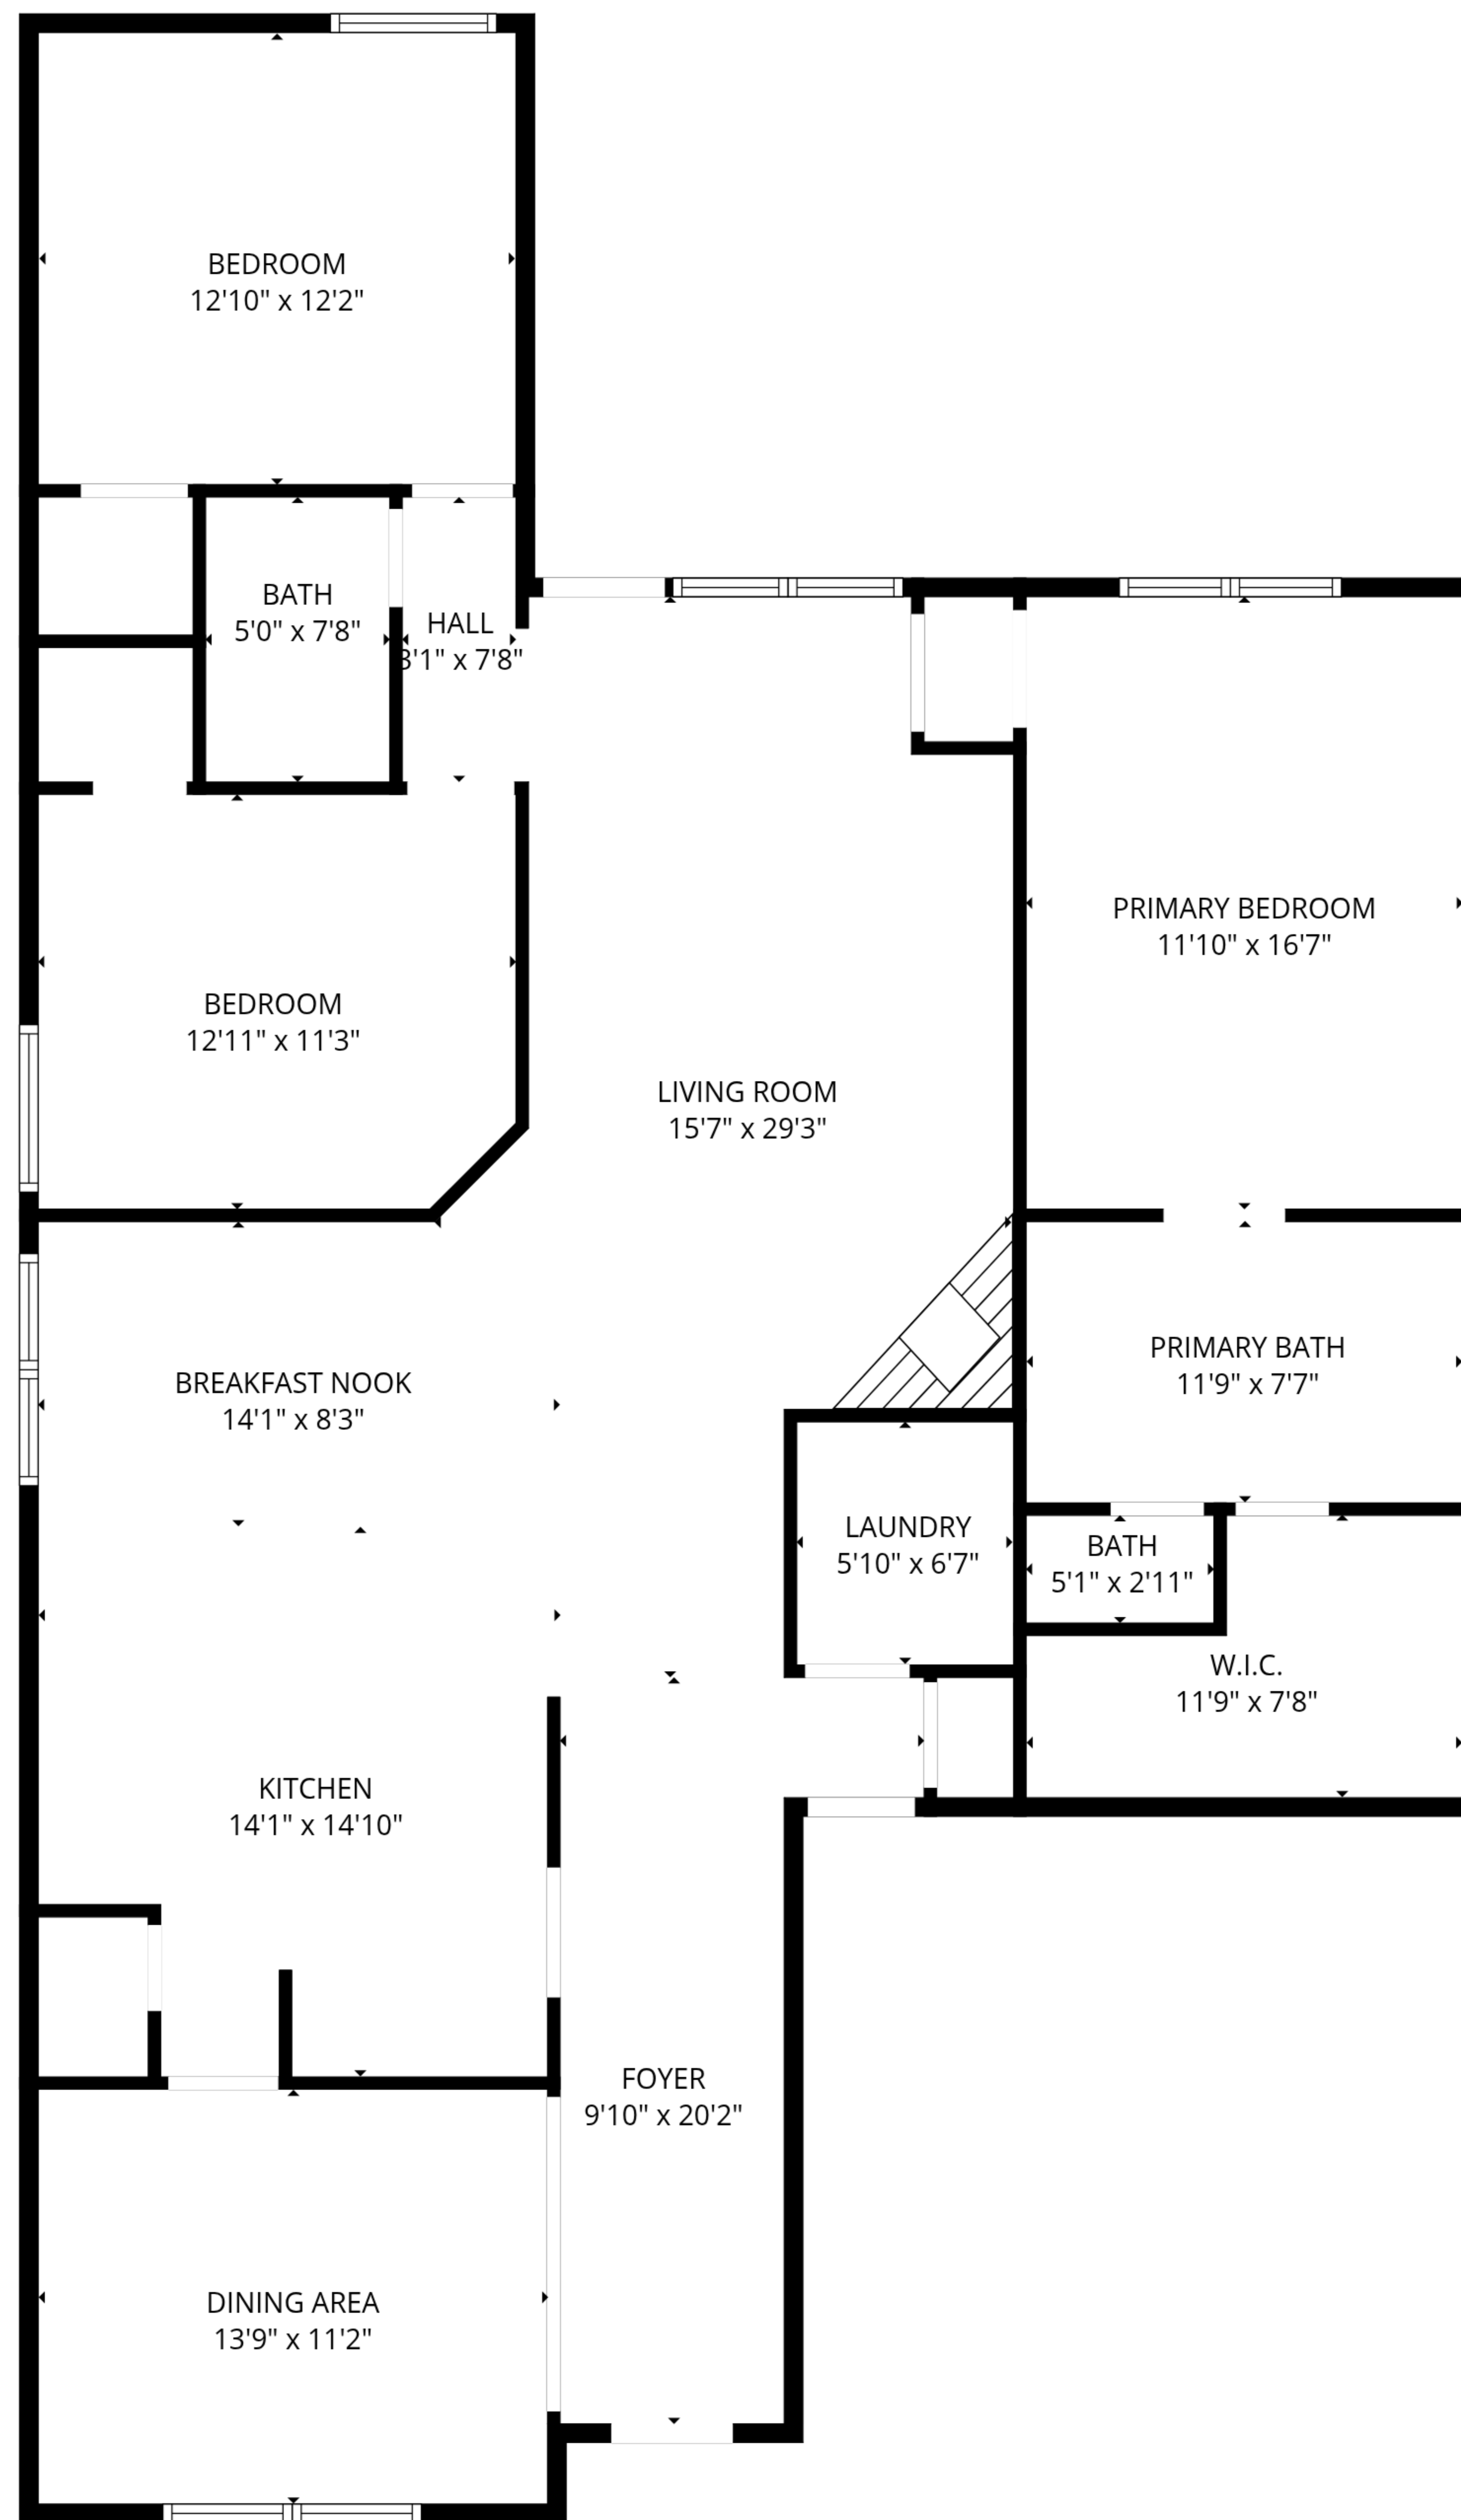 BEDROOM
12'10" x 12'2"
BATH
5'0" x 7'8"
HALL
3'1" x 7'8"
PRIMARY BEDROOM
11'10" x 16'7"
BEDROOM
12'11" x 11'3"
LIVING ROOM
15'7" x 29'3"
PRIMARY BATH
11'9" x 7'7"
BREAKFAST NOOK
14'1" x 8'3"
LAUNDRY
5'10" x 6'7"
BATH
5'1" x 2'11"
W.I.C.
11'9" x 7'8"
KITCHEN
14'1" x 14'10"
FOYER
9'10" x 20'2"
DINING AREA
13'9" x 11'2"